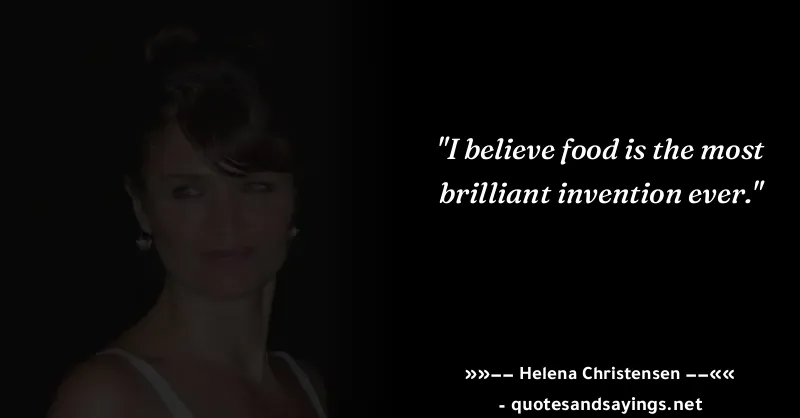 "I believe food is the most
brilliant invention ever."
»»−− Helena Christensen −−««
- quotesandsayings.net